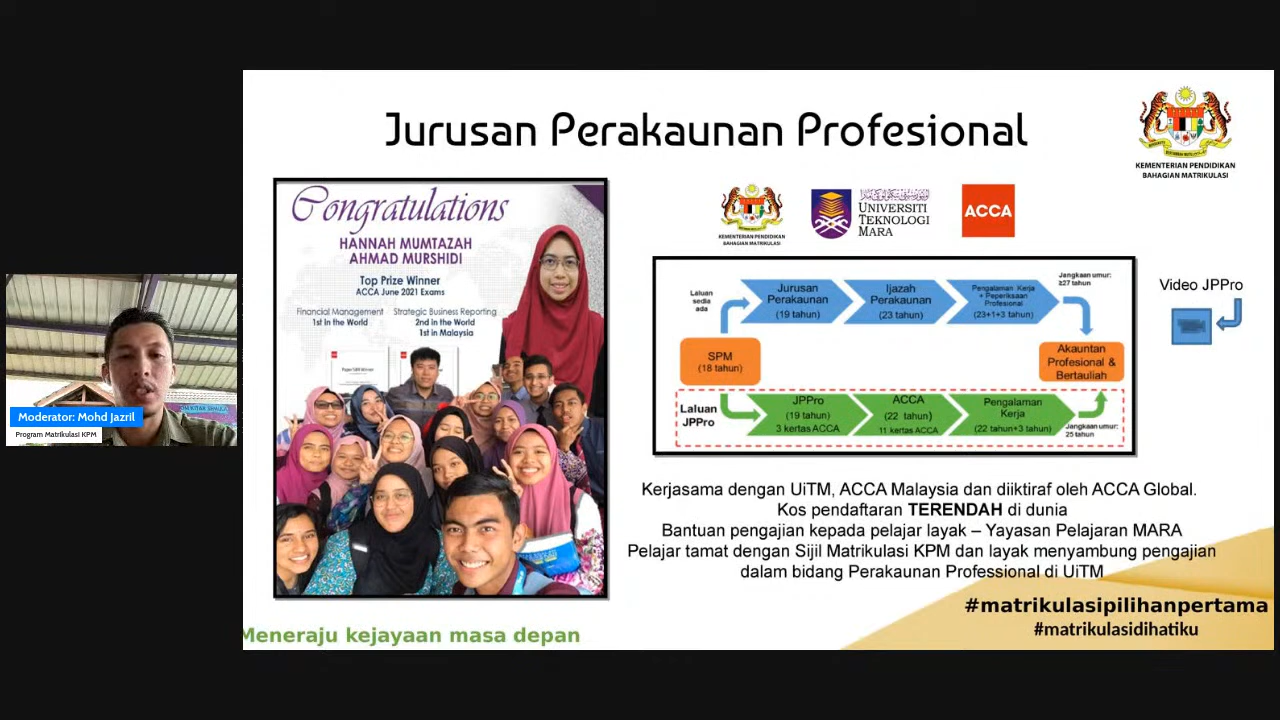 Jurusan Perakaunan Profesional
KEMENTERIAN PENDIDIKAN
BAHAGIAN MATRIKULASI
KEMENTERIAN PENDIDIKAN
BAHAGIAN MATRIKULASI
UNIVERSITI
TEKNOLOGI
MARA
ACCA
Congratulations
HANNAH MUMTAZAH
AHMAD MURSHIDI
Top Prize Winner
ACCA June 2021 Exams
Financial Management
1st In the World
Strategic Business Reporting
2nd in the World
1st in Malaysia
Laluan
sedia
ada
Jurusan
Perakaunan
(19 tahun)
Ijazah
Perakaunan
(23 tahun)
Pengalaman Kerja
+ Peperiksaan
Profesional
(23+1+3 tahun)
Jangkaan umur:
≥27 tahun
SPM
(18 tahun)
Akauntan
Profesional &
Bertauliah
Laluan
JPPro
JPPro
(19 tahun)
3 kertas ACCA
ACCA
(22 tahun)
11 kertas ACCA
Pengalaman
Kerja
(22 tahun+3 tahun)
Jangkaan umur:
25 tahun
Video JPPro
Moderator: Mohd Jazril
Program Matrikulasi KPM
Kerjasama dengan UiTM, ACCA Malaysia dan diiktiraf oleh ACCA Global.
Kos pendaftaran TERENDAH di dunia
Bantuan pengajian kepada pelajar layak – Yayasan Pelajaran MARA
Pelajar tamat dengan Sijil Matrikulasi KPM dan layak menyambung pengajian
dalam bidang Perakaunan Professional di UiTM
#matrikulasipilihanpertama
#matrikulasidihatiku
Meneraju kejayaan masa depan